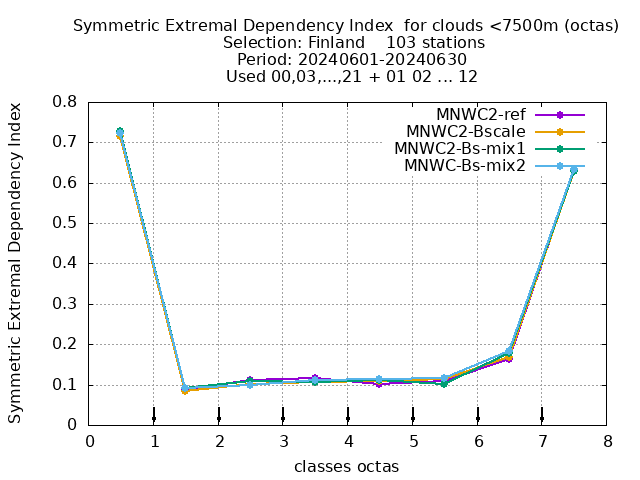 Symmetric Extremal Dependency Index  for clouds <7500m (octas)
Selection: Finland    103 stations
Period: 20240601-20240630
Used 00,03,...,21 + 01 02 ... 12
Symmetric Extremal Dependency Index
0.8
0.7
0.6
0.5
0.4
0.3
0.2
0.1
0
MNWC2-ref
MNWC2-Bscale
MNWC2-Bs-mix1
MNWC-Bs-mix2
0 1 2 3 4 5 6 7 8
classes octas